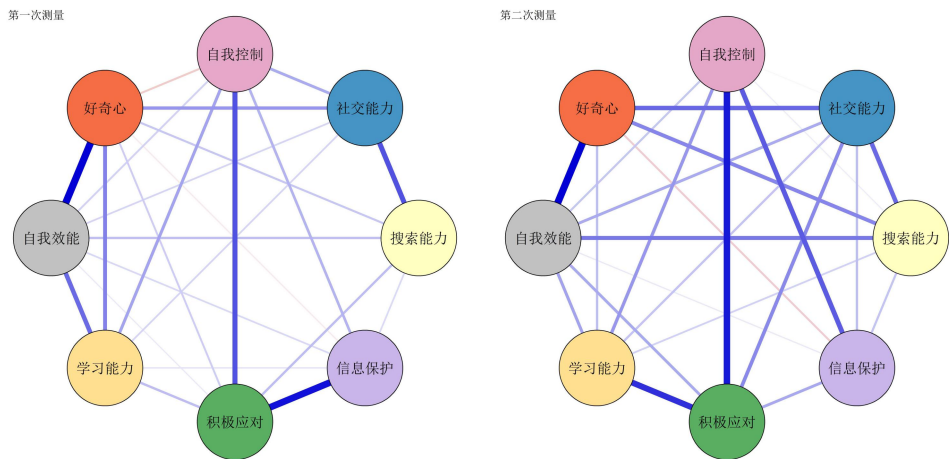 第一次测量
自我控制
好奇心
社交能力
自我效能
搜索能力
学习能力
信息保护
积极应对
第二次测量
自我控制
好奇心
社交能力
自我效能
搜索能力
学习能力
信息保护
积极应对